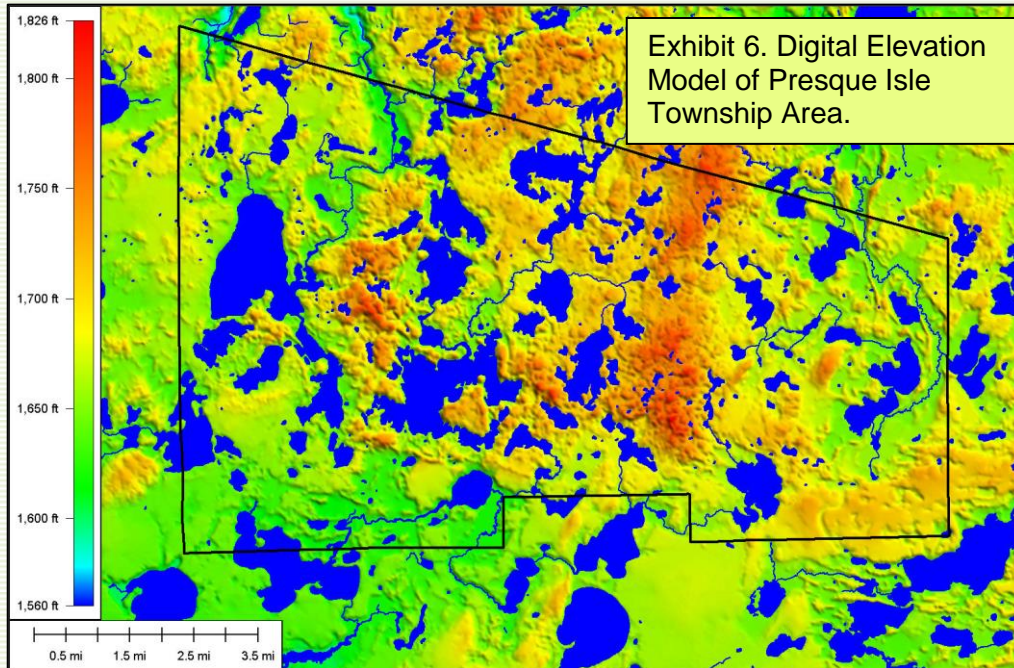 1,826 ft
1,800 ft
1,750 ft
1,700 ft
1,650 ft
1,600 ft
1,560 ft
0.5 mi 1.5 mi 2.5 mi 3.5 mi
Exhibit 6. Digital Elevation
Model of Presque Isle
Township Area.